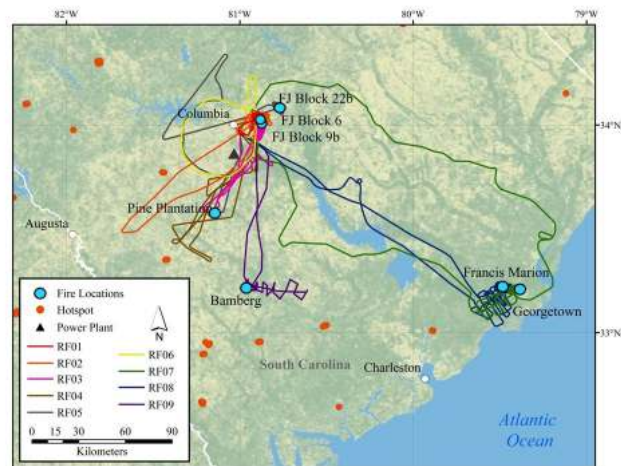 82°W 81°W 80°W 79°W
FJ Block 22b
Columbia
FJ Block 6
34°N 34°N
FJ Block 9b
Pine Plantation
Augusta
Francis Marion
Bamberg
Georgetown
33°N 33°N
South Carolina
Charleston
Atlantic
Ocean
Fire Locations
Hotspot
Power Plant
N
RF01
RF02
RF03
RF04
RF05
RF06
RF07
RF08
RF09
0 15 30 60 90
Kilometers